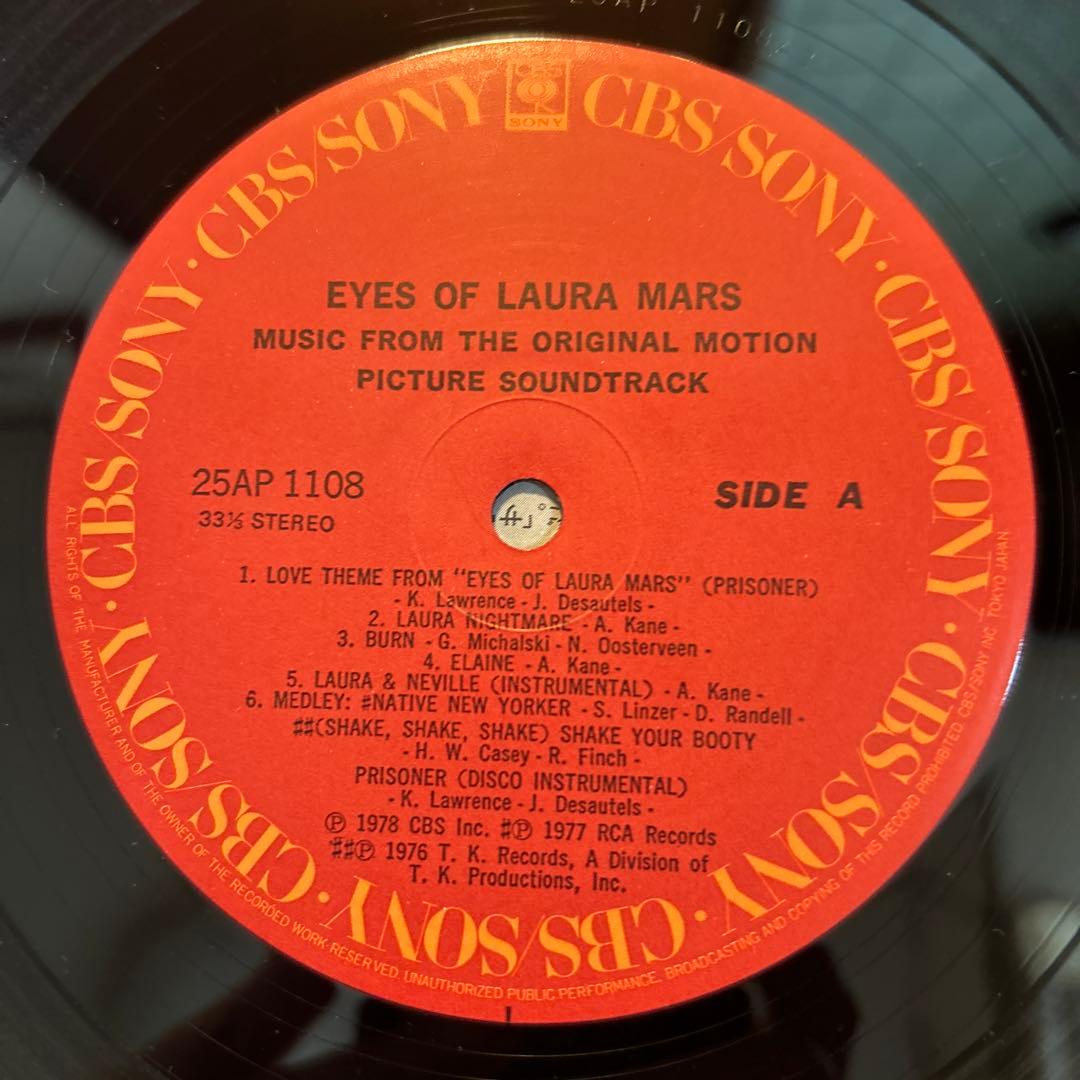 25AP 110
SONY
CBS/SONY · CBS/SONY · CBS/SONY · CBS/SONY · CBS/SONY · CBS/SONY · CBS/SONY · CBS/SONY
EYES OF LAURA MARS
MUSIC FROM THE ORIGINAL MOTION
PICTURE SOUNDTRACK
25AP 1108
33⅓ STEREO
SIDE A
1. LOVE THEME FROM "EYES OF LAURA MARS" (PRISONER)
- K. Lawrence - J. Desautels -
2. LAURA NIGHTMARE - A. Kane -
3. BURN - G. Michalski - N. Oosterveen -
4. ELAINE - A. Kane -
5. LAURA & NEVILLE (INSTRUMENTAL) - A. Kane -
6. MEDLEY: #NATIVE NEW YORKER - S. Linzer - D. Randell -
##(SHAKE, SHAKE, SHAKE) SHAKE YOUR BOOTY
- H. W. Casey - R. Finch -
PRISONER (DISCO INSTRUMENTAL)
- K. Lawrence - J. Desautels -
Ⓟ 1978 CBS Inc. #Ⓟ 1977 RCA Records
##Ⓟ 1976 T. K. Records, A Division of
T. K. Productions, Inc.
ALL RIGHTS OF THE MANUFACTURER AND OF THE OWNER OF THE RECORDED WORK RESERVED. UNAUTHORIZED PUBLIC PERFORMANCE, BROADCASTING AND COPYING OF THIS RECORD PROHIBITED. CBS/SONY INC. TOKYO JAPAN